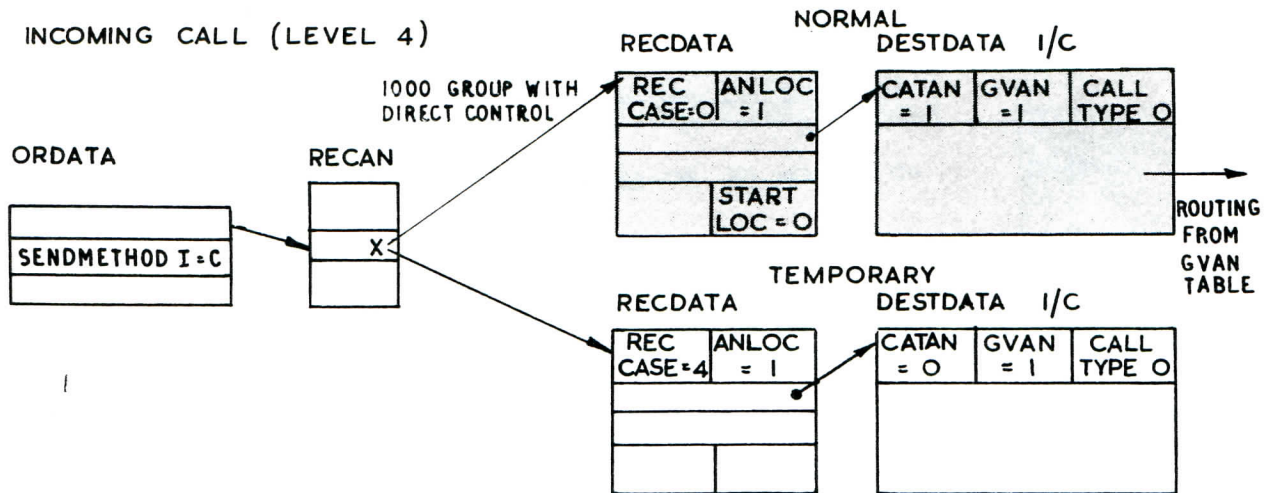 INCOMING CALL (LEVEL 4)
NORMAL
RECDATA
DESTDATA I/C
1000 GROUP WITH
DIRECT CONTROL
REC
CASE=0
ANLOC
= 1
CATAN
= 1
GVAN
= 1
CALL
TYPE 0
START
LOC = 0
ORDATA
RECAN
SENDMETHOD I=C
X
ROUTING
FROM
GVAN
TABLE
TEMPORARY
RECDATA
DESTDATA I/C
REC
CASE=4
ANLOC
= 1
CATAN
= 0
GVAN
= 1
CALL
TYPE 0